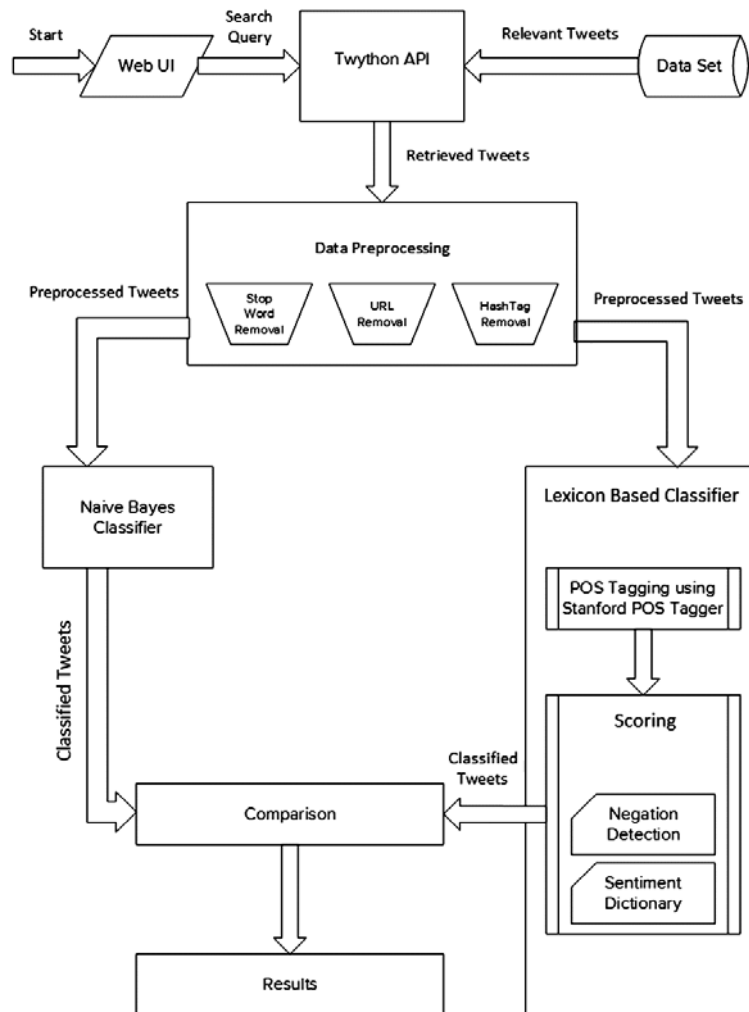 Start
Web UI
Search
Query
Twython API
Relevant Tweets
Data Set
Retrieved Tweets
Data Preprocessing
Stop
Word
Removal
URL
Removal
HashTag
Removal
Preprocessed Tweets
Preprocessed Tweets
Naive Bayes
Classifier
Lexicon Based Classifier
POS Tagging using
Stanford POS Tagger
Scoring
Negation
Detection
Sentiment
Dictionary
Classified Tweets
Classified
Tweets
Comparison
Results